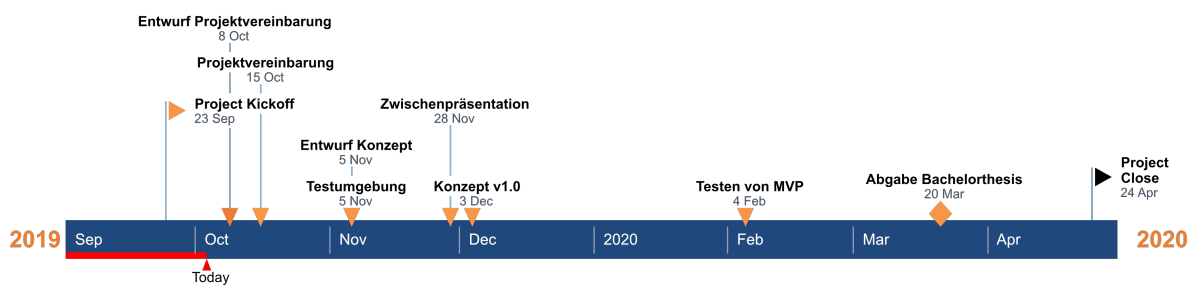 Entwurf Projektvereinbarung
8 Oct
Projektvereinbarung
15 Oct
Project Kickoff
23 Sep
Zwischenpräsentation
28 Nov
Entwurf Konzept
5 Nov
Testumgebung
5 Nov
Konzept v1.0
3 Dec
Testen von MVP
4 Feb
Abgabe Bachelorthesis
20 Mar
Project
Close
24 Apr
2019 Sep Oct Nov Dec 2020 Feb Mar Apr 2020
Today